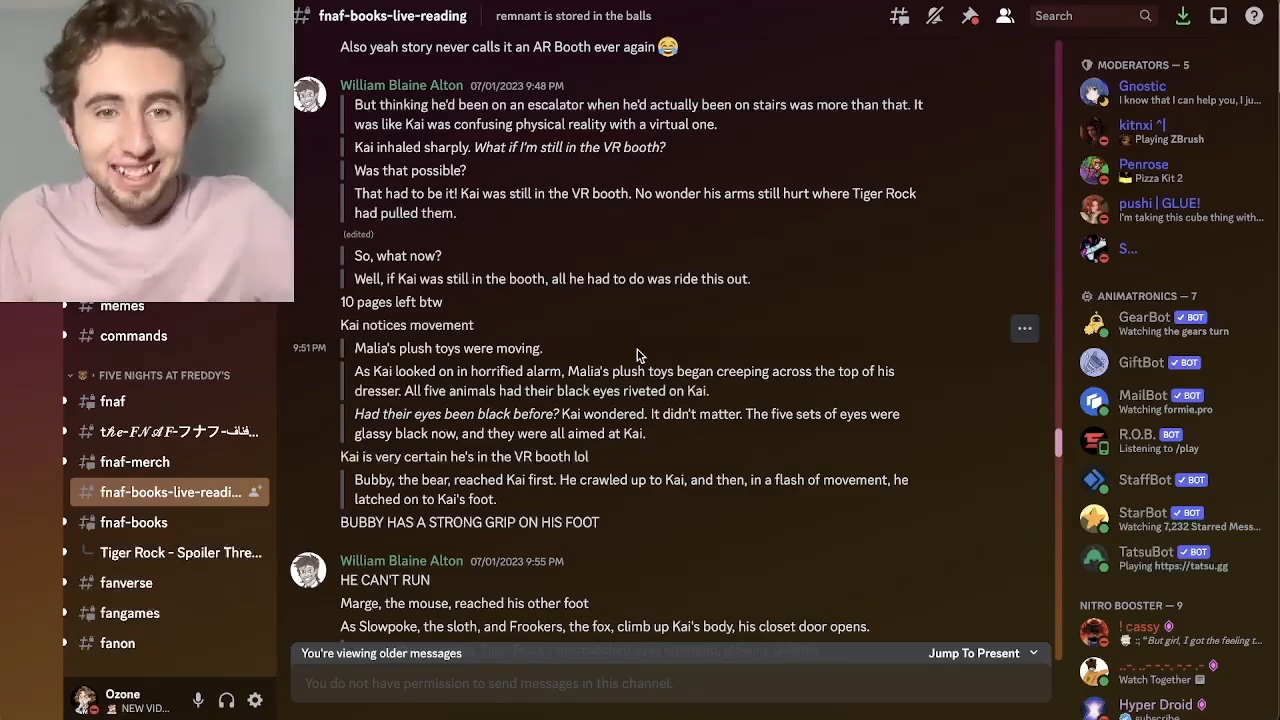 fnaf-books-live-reading
remnant is stored in the balls
Search
Also yeah story never calls it an AR Booth ever again 😂
William Blaine Alton 07/01/2023 9:48 PM
But thinking he'd been on an escalator when he'd actually been on stairs was more than that. It
was like Kai was confusing physical reality with a virtual one.
Kai inhaled sharply. What if I'm still in the VR booth?
Was that possible?
That had to be it! Kai was still in the VR booth. No wonder his arms still hurt where Tiger Rock
had pulled them.
(edited)
So, what now?
Well, if Kai was still in the booth, all he had to do was ride this out.
10 pages left btw
Kai notices movement
9:51 PM
Malia's plush toys were moving.
As Kai looked on in horrified alarm, Malia's plush toys began creeping across the top of his
dresser. All five animals had their black eyes riveted on Kai.
Had their eyes been black before? Kai wondered. It didn't matter. The five sets of eyes were
glassy black now, and they were all aimed at Kai.
Kai is very certain he's in the VR booth lol
Bubby, the bear, reached Kai first. He crawled up to Kai, and then, in a flash of movement, he
latched on to Kai's foot.
BUBBY HAS A STRONG GRIP ON HIS FOOT
William Blaine Alton 07/01/2023 9:55 PM
HE CAN'T RUN
Marge, the mouse, reached his other foot
As Slowpoke, the sloth, and Frookers, the fox, climb up Kai's body, his closet door opens.
You're viewing older messages
Jump To Present
You do not have permission to send messages in this channel.
memes
commands
FIVE NIGHTS AT FREDDY'S
fnaf
fnaf-merch
fnaf-books-live-readi...
fnaf-books
Tiger Rock - Spoiler Thre...
fanverse
fangames
fanon
Ozone
NEW VID...
MODERATORS — 5
Gnostic
I know that I can help you, I ju...
kitnxi ^|
Playing ZBrush
Penrose
Pizza Kit 2
pushi | GLUE!
I'm taking this cube thing with...
S...
ANIMATRONICS — 7
GearBot BOT
Watching the gears turn
GiftBot BOT
MailBot BOT
Watching formie.pro
R.O.B. BOT
Listening to /play
StaffBot BOT
StarBot BOT
Watching 7,232 Starred Mess...
TatsuBot BOT
Playing https://tatsu.gg
NITRO BOOSTER — 9
! cassy
:; "But girl, I got the feeling t...
Watch Together
Hyper Droid
subscribe